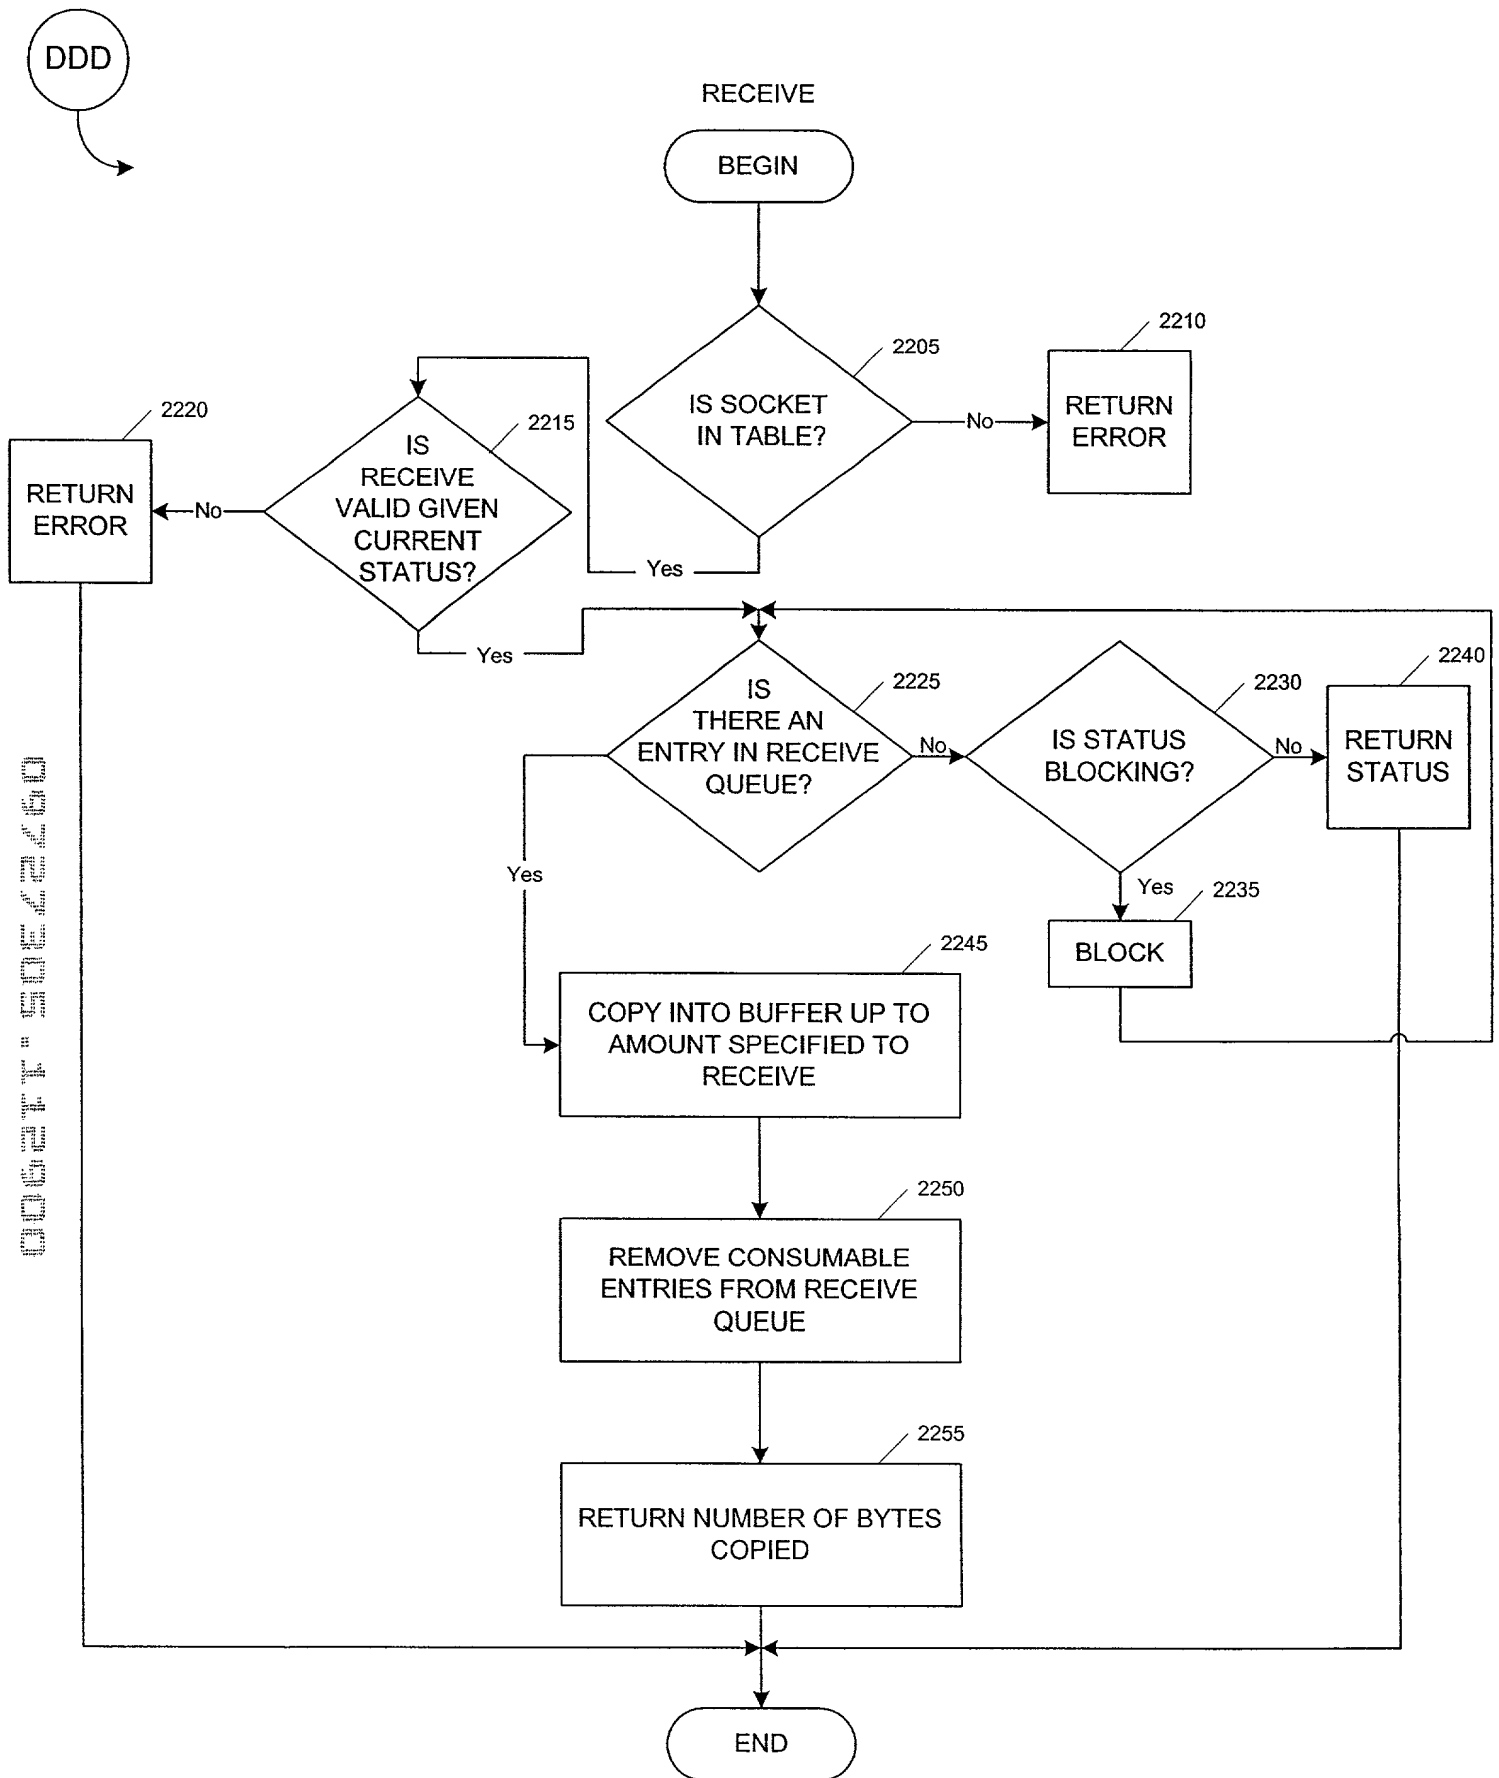 DDD
RECEIVE
BEGIN
2205
IS SOCKET
IN TABLE?
No
2210
RETURN
ERROR
Yes
2215
IS
RECEIVE
VALID GIVEN
CURRENT
STATUS?
No
2220
RETURN
ERROR
Yes
2225
IS
THERE AN
ENTRY IN RECEIVE
QUEUE?
No
2230
IS STATUS
BLOCKING?
No
2240
RETURN
STATUS
Yes
2235
BLOCK
Yes
2245
COPY INTO BUFFER UP TO
AMOUNT SPECIFIED TO
RECEIVE
2250
REMOVE CONSUMABLE
ENTRIES FROM RECEIVE
QUEUE
2255
RETURN NUMBER OF BYTES
COPIED
END
09727305.112900